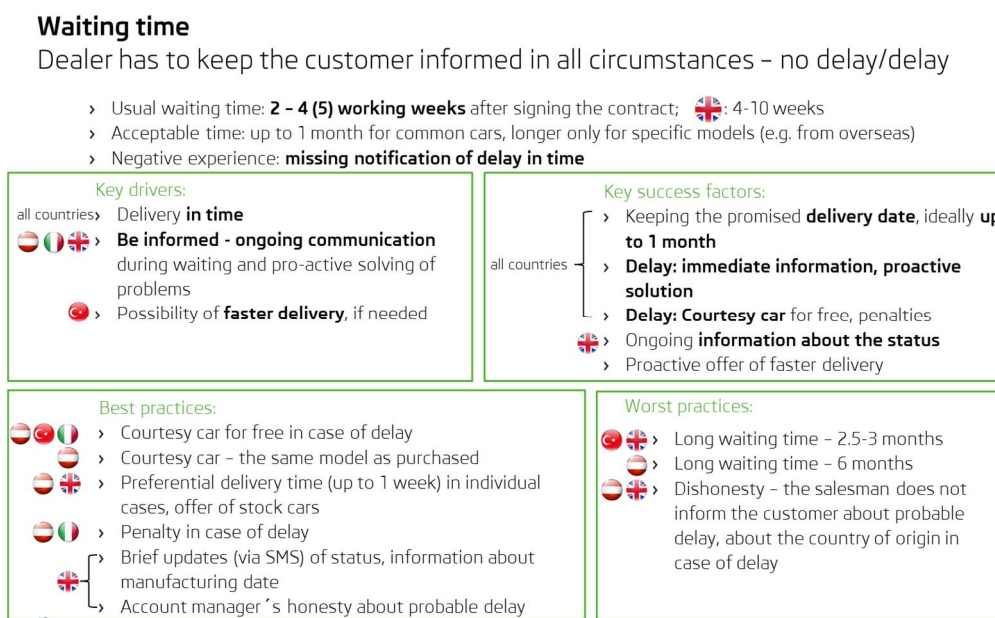 Waiting time
Dealer has to keep the customer informed in all circumstances – no delay/delay
› Usual waiting time: 2 – 4 (5) working weeks after signing the contract; : 4-10 weeks
› Acceptable time: up to 1 month for common cars, longer only for specific models (e.g. from overseas)
› Negative experience: missing notification of delay in time
Key drivers:
all countries› Delivery in time
› Be informed - ongoing communication
during waiting and pro-active solving of
problems
› Possibility of faster delivery, if needed
Key success factors:
all countries
› Keeping the promised delivery date, ideally up
to 1 month
› Delay: immediate information, proactive
solution
› Delay: Courtesy car for free, penalties
› Ongoing information about the status
› Proactive offer of faster delivery
Best practices:
› Courtesy car for free in case of delay
› Courtesy car – the same model as purchased
› Preferential delivery time (up to 1 week) in individual
cases, offer of stock cars
› Penalty in case of delay
› Brief updates (via SMS) of status, information about
manufacturing date
› Account manager´s honesty about probable delay
Worst practices:
› Long waiting time – 2.5-3 months
› Long waiting time – 6 months
› Dishonesty – the salesman does not
inform the customer about probable
delay, about the country of origin in
case of delay